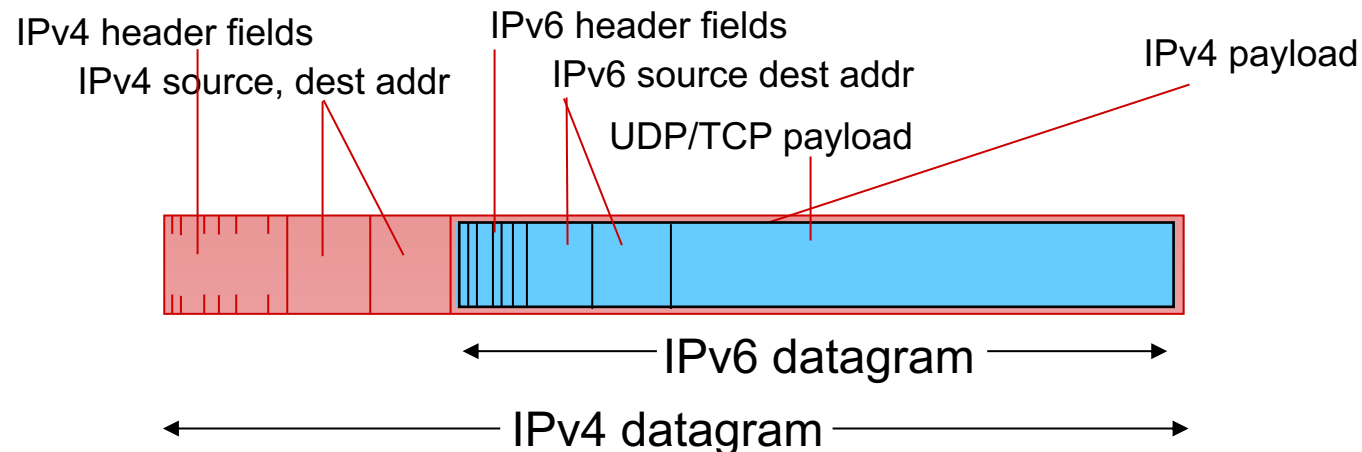 IPv4 header fields
IPv6 header fields
IPv4 payload
IPv4 source, dest addr
IPv6 source dest addr
UDP/TCP payload
IPv6 datagram
IPv4 datagram